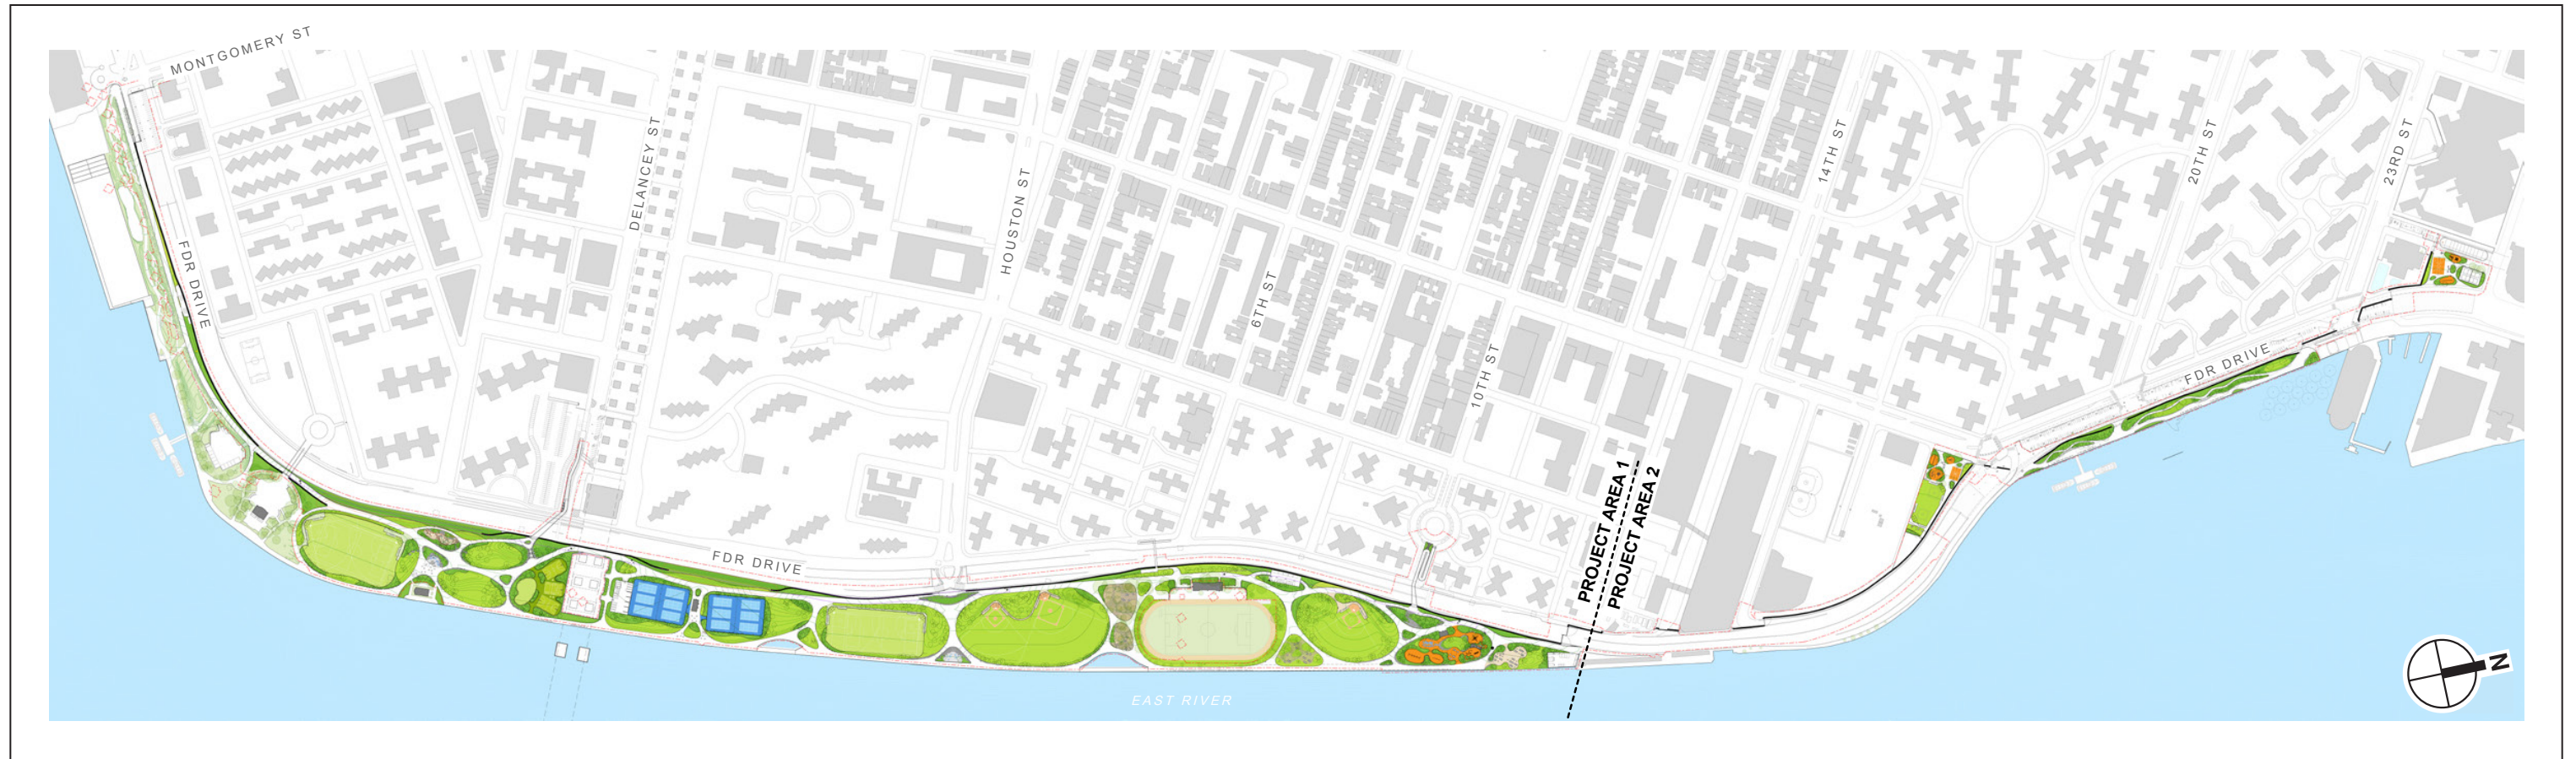 MONTGOMERY ST
FDR DRIVE
DELANCEY ST
HOUSTON ST
6TH ST
10TH ST
14TH ST
20TH ST
23RD ST
FDR DRIVE
FDR DRIVE
PROJECT AREA 1
PROJECT AREA 2
EAST RIVER
N